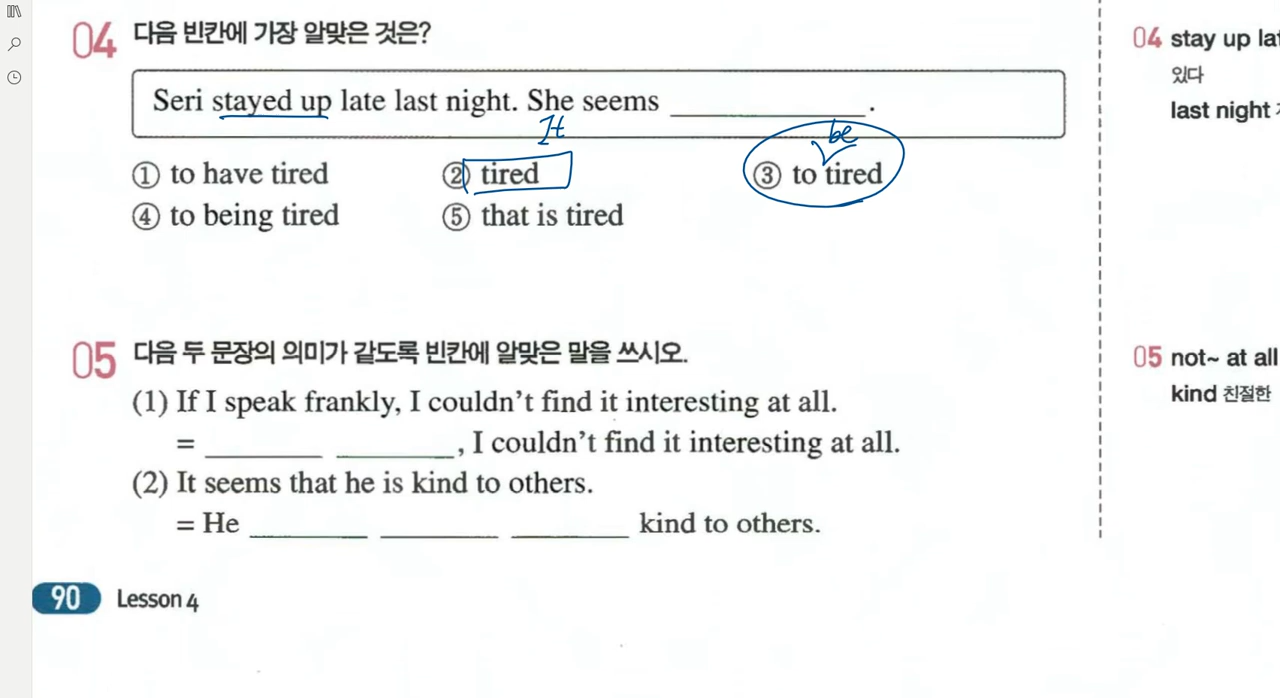 04 다음 빈칸에 가장 알맞은 것은?
Seri stayed up late last night. She seems ____________.
It
be
① to have tired ② tired ③ to tired
④ to being tired ⑤ that is tired
05 다음 두 문장의 의미가 같도록 빈칸에 알맞은 말을 쓰시오.
(1) If I speak frankly, I couldn't find it interesting at all.
= ________ ________, I couldn't find it interesting at all.
(2) It seems that he is kind to others.
= He ________ ________ ________ kind to others.
90 Lesson 4
04 stay up
있다
last night
05 not~ at all
kind 친절한